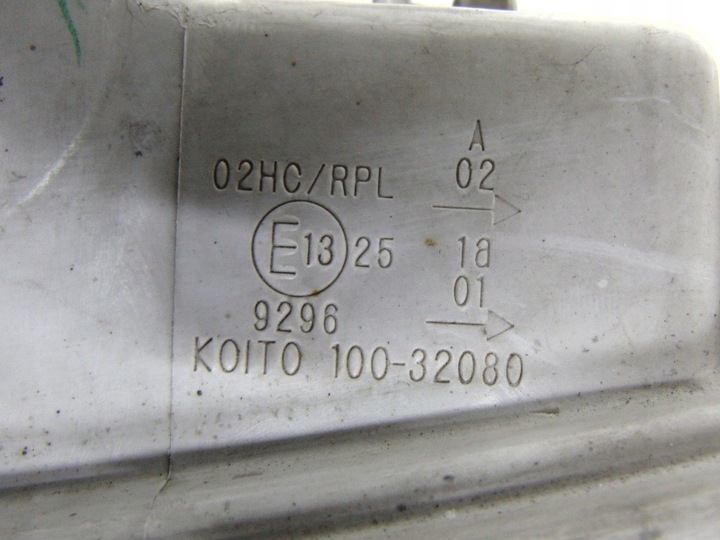 A
02HC/RPL 02
E13 25 18
01
9296
KOITO 100-32080